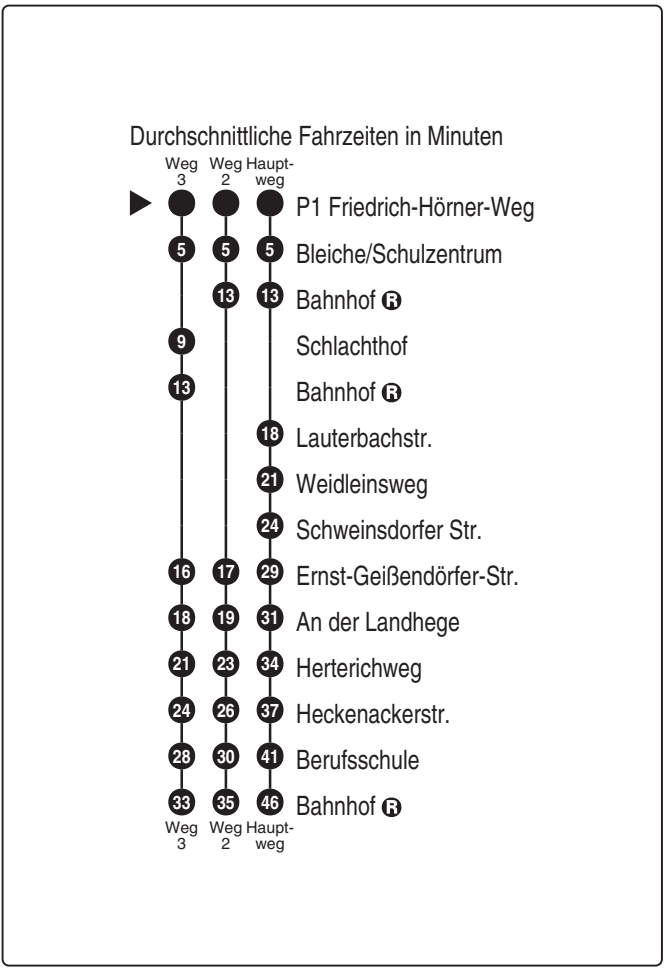 Durchschnittliche Fahrzeiten in Minuten
Weg 3 Weg 2 Haupt-weg
P1 Friedrich-Hörner-Weg
5 5 5 Bleiche/Schulzentrum
13 13 Bahnhof R
9 Schlachthof
13 Bahnhof R
18 Lauterbachstr.
21 Weidleinsweg
24 Schweinsdorfer Str.
16 17 29 Ernst-Geißendörfer-Str.
18 19 31 An der Landhege
21 23 34 Herterichweg
24 26 37 Heckenackerstr.
28 30 41 Berufsschule
33 35 46 Bahnhof R
Weg 3 Weg 2 Haupt-weg